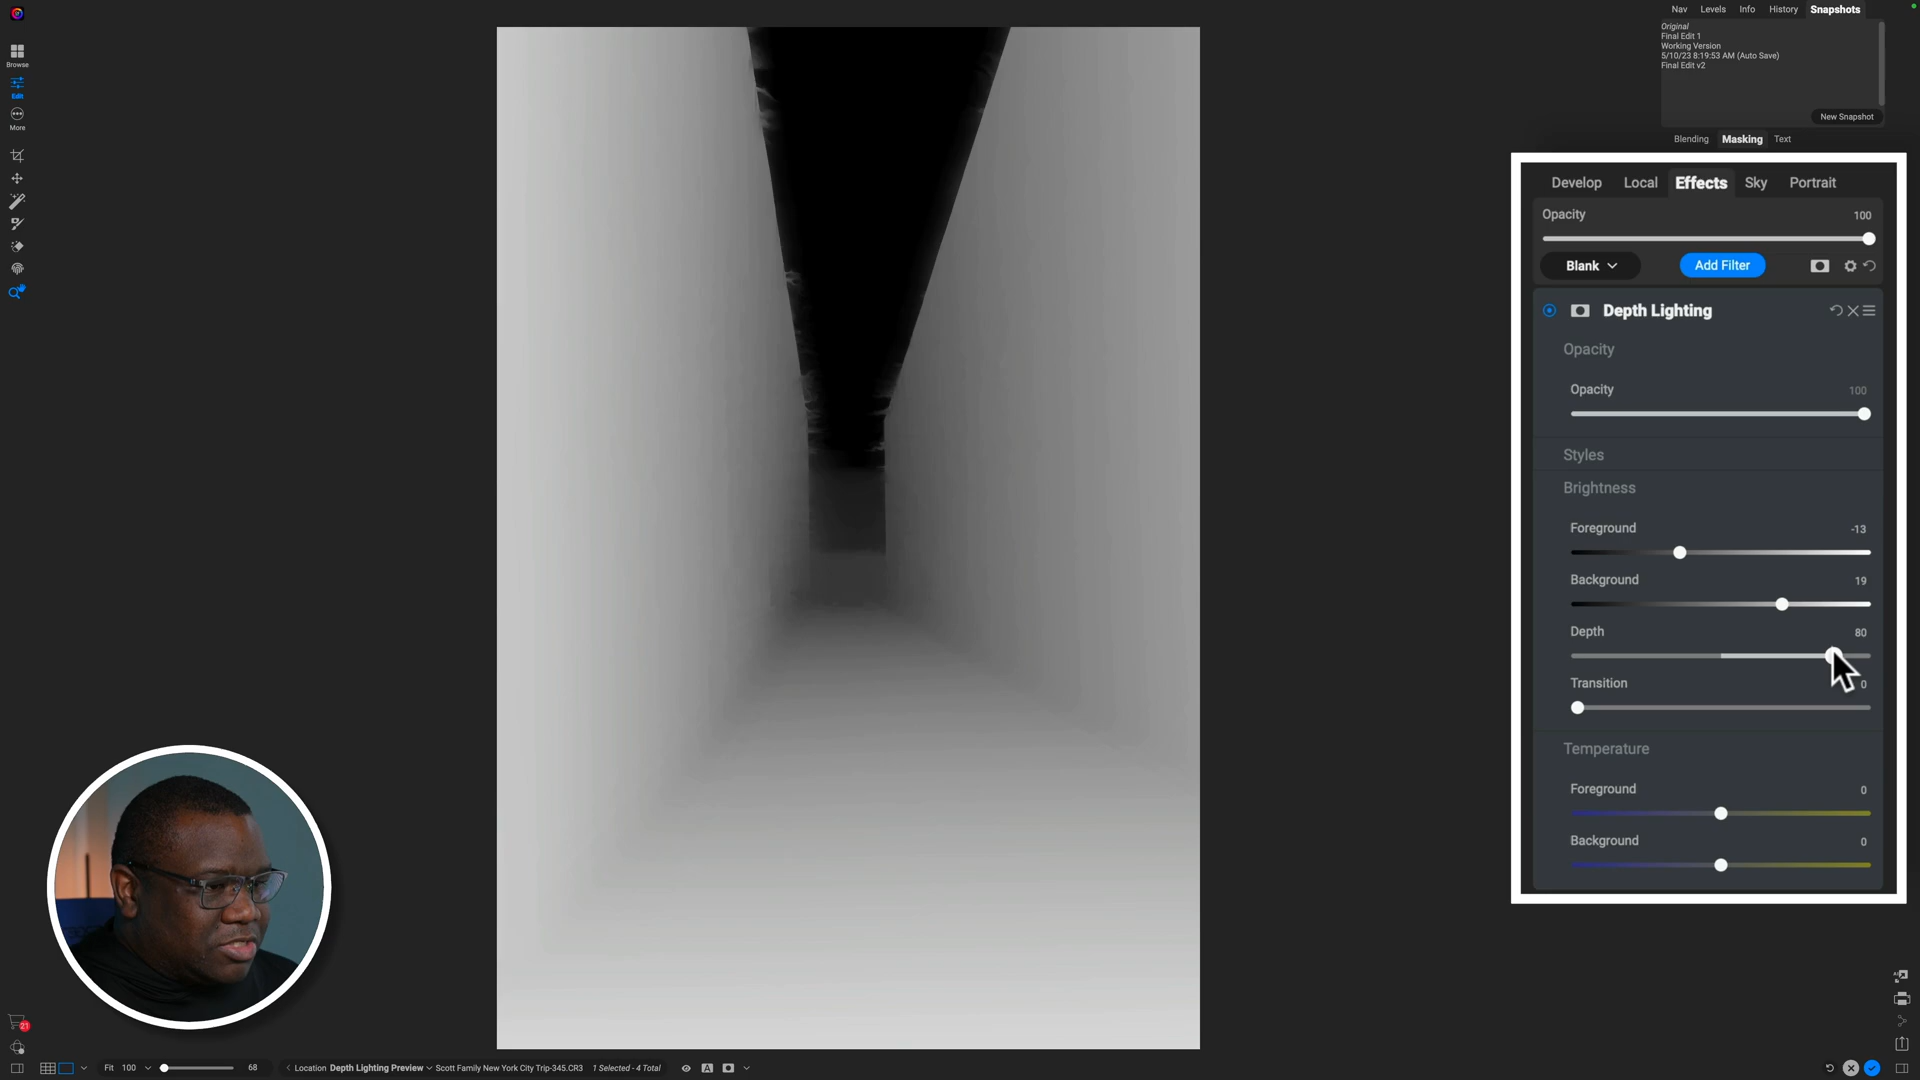 Nav Levels Info History Snapshots
Original
Final Edit 1
Working Version
5/10/23 8:19:53 AM (Auto Save)
Final Edit v2
New Snapshot
Blending Masking Text
Browse
Edit
More
Develop Local Effects Sky Portrait
Opacity 100
Blank Add Filter
Depth Lighting
Opacity
Opacity 100
Styles
Brightness
Foreground -13
Background 19
Depth 80
Transition 0
Temperature
Foreground 0
Background 0
21
Fit 100 68 Location Depth Lighting Preview Scott Family New York City Trip-345.CR3 1 Selected - 4 Total A